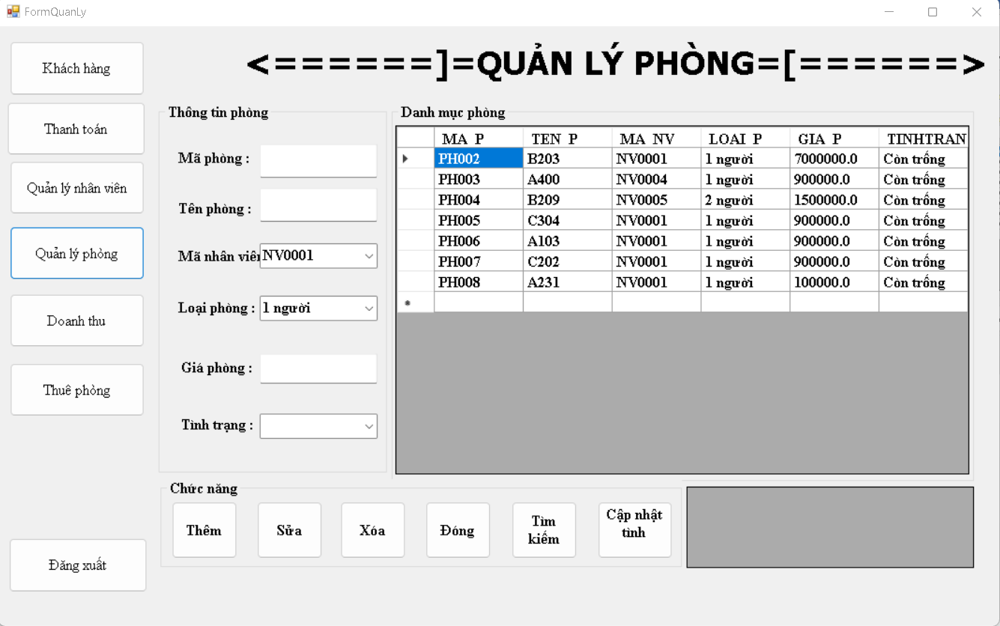 FormQuanLy
<======]=QUẢN LÝ PHÒNG=[======>
Khách hàng
Thanh toán
Quản lý nhân viên
Quản lý phòng
Doanh thu
Thuê phòng
Đăng xuất
Thông tin phòng
Mã phòng :
Tên phòng :
Mã nhân viên NV0001
Loại phòng : 1 người
Giá phòng :
Tình trạng :
Danh mục phòng
MA_P TEN_P MA_NV LOAI_P GIA_P TINHTRAN
PH002 B203 NV0001 1 người 7000000.0 Còn trống
PH003 A400 NV0004 1 người 900000.0 Còn trống
PH004 B209 NV0005 2 người 1500000.0 Còn trống
PH005 C304 NV0001 1 người 900000.0 Còn trống
PH006 A103 NV0001 1 người 900000.0 Còn trống
PH007 C202 NV0001 1 người 900000.0 Còn trống
PH008 A231 NV0001 1 người 100000.0 Còn trống
Chức năng
Thêm
Sửa
Xóa
Đóng
Tìm
kiếm
Cập nhật
tình